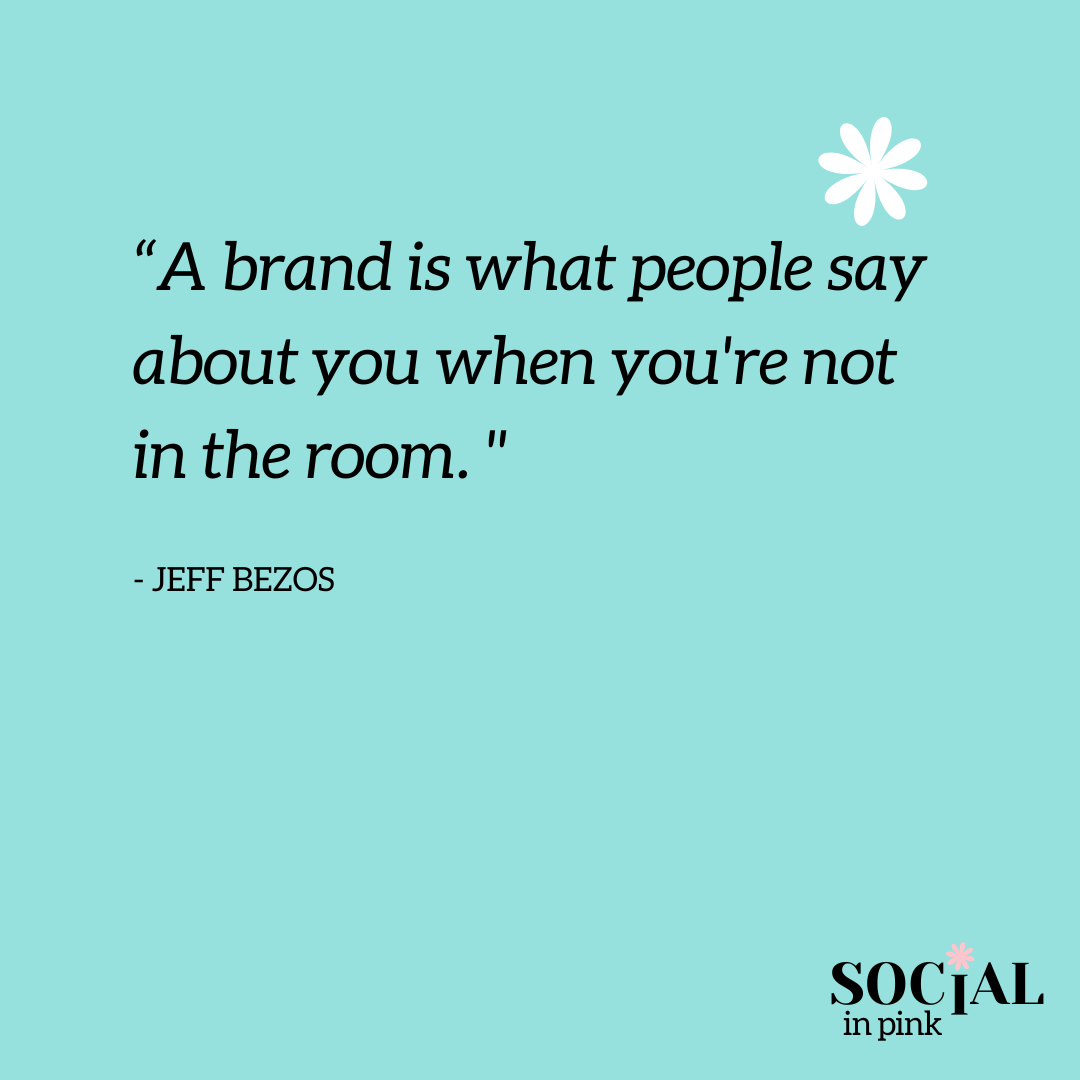 “A brand is what people say
about you when you're not
in the room. "
- JEFF BEZOS
SOCIAL
in pink